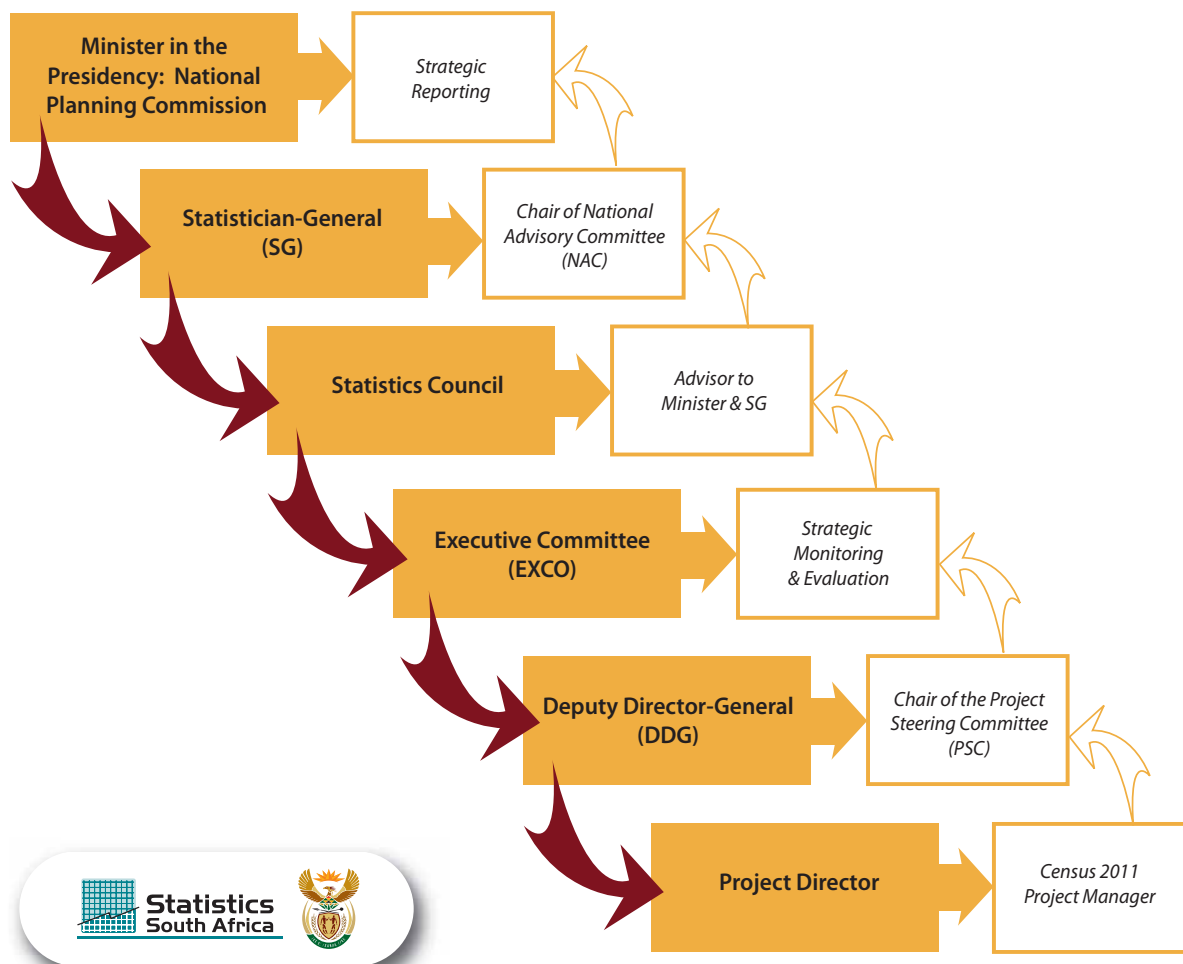 Minister in the
Presidency: National
Planning Commission
Strategic
Reporting
Statistician-General
(SG)
Chair of National
Advisory Committee
(NAC)
Statistics Council
Advisor to
Minister & SG
Executive Committee
(EXCO)
Strategic
Monitoring
& Evaluation
Deputy Director-General
(DDG)
Chair of the Project
Steering Committee
(PSC)
Project Director
Census 2011
Project Manager
Statistics
South Africa